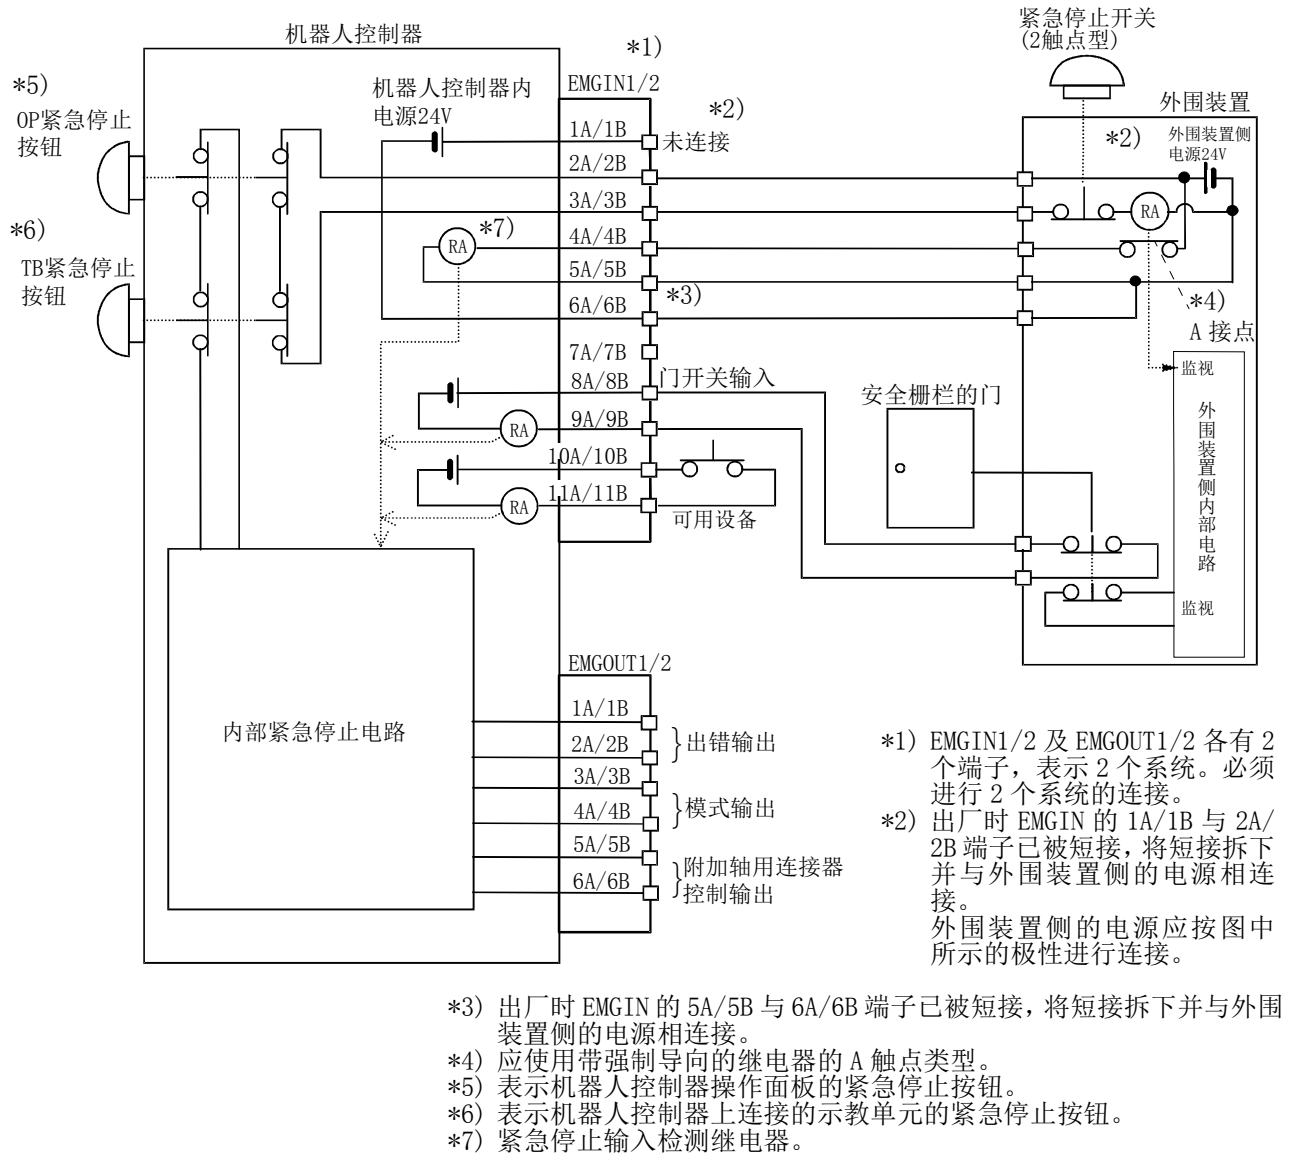 紧急停止开关
(2触点型)
机器人控制器
*1)
*5)
OP紧急停止
按钮
机器人控制器内
电源24V
EMGIN1/2
*2)
外围装置
*2)
外围装置侧
电源24V
1A/1B
未连接
2A/2B
3A/3B
RA
*6)
*7)
RA
4A/4B
TB紧急停止
按钮
5A/5B
*3)
6A/6B
*4)
A 接点
7A/7B
监视
8A/8B
门开关输入
安全栅栏的门
9A/9B
RA
外围装置侧内部电路
10A/10B
11A/11B
RA
可用设备
监视
EMGOUT1/2
内部紧急停止电路
1A/1B
2A/2B
出错输出
3A/3B
4A/4B
模式输出
5A/5B
6A/6B
附加轴用连接器
控制输出
*1) EMGIN1/2 及 EMGOUT1/2 各有 2
个端子，表示 2 个系统。必须
进行 2 个系统的连接。
*2) 出厂时 EMGIN 的 1A/1B 与 2A/
2B 端子已被短接，将短接拆下
并与外围装置侧的电源相连
接。
外围装置侧的电源应按图中
所示的极性进行连接。
*3) 出厂时 EMGIN 的 5A/5B 与 6A/6B 端子已被短接，将短接拆下并与外围
装置侧的电源相连接。
*4) 应使用带强制导向的继电器的 A 触点类型。
*5) 表示机器人控制器操作面板的紧急停止按钮。
*6) 表示机器人控制器上连接的示教单元的紧急停止按钮。
*7) 紧急停止输入检测继电器。